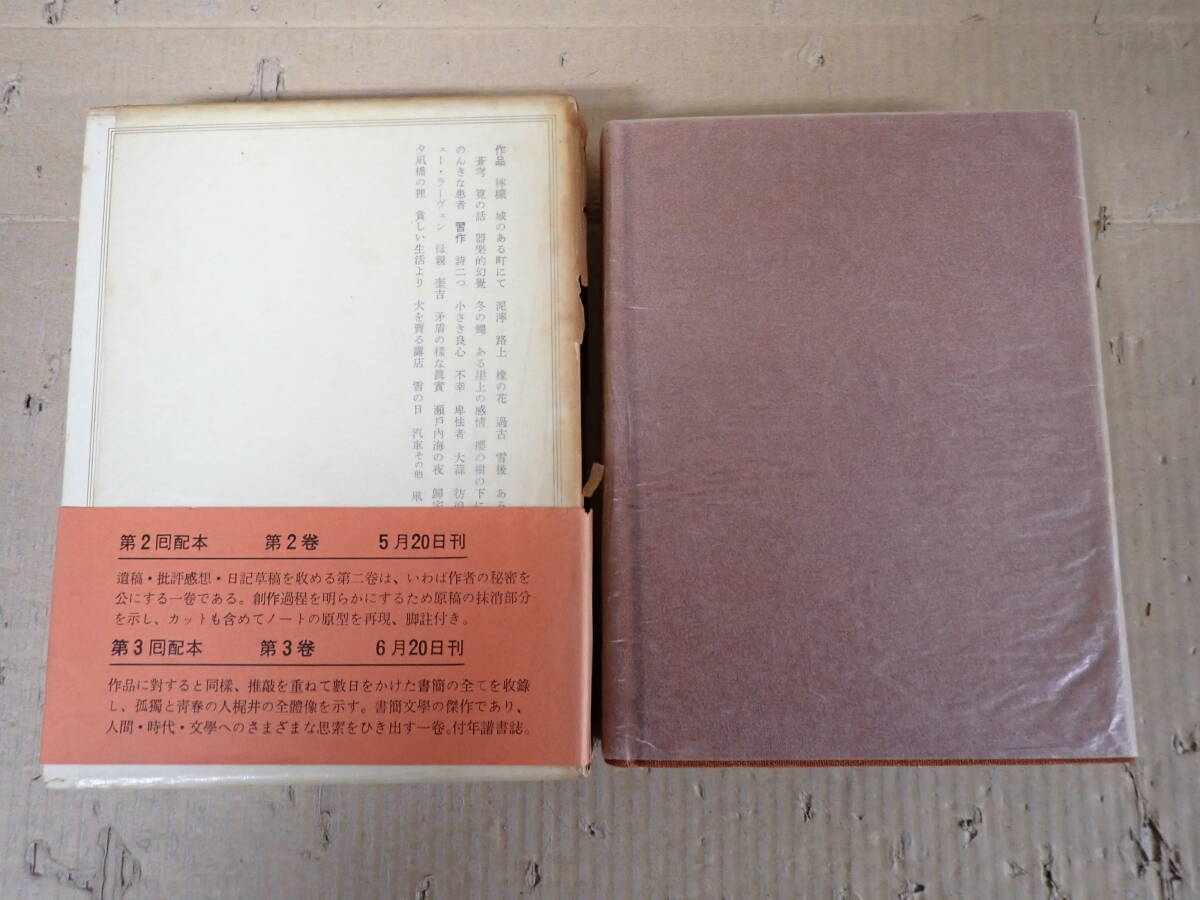 作品 檸檬 城のある町にて 泥濘 路上 橡の花 過古 雪後 ある
蒼穹 筧の話 器樂的幻覺 冬の蠅 ある崖上の感情 櫻の樹の下に
のんきな患者 習作 詩二つ 小さき良心 不幸 卑怯者 大蒜 彷徨
ェー・ラーヴェン 母親 奎吉 矛盾の樣な眞實 瀬戸内海の夜 歸宅
夕凪橋の狸 貧しい生活より 犬を賣る露店 雪の日 汽車その他 凧
第2回配本 第2巻 5月20日刊
遺稿・批評感想・日記草稿を收める第二卷は、いわば作者の秘密を
公にする一卷である。創作過程を明らかにするため原稿の抹消部分
を示し、カットも含めてノートの原型を再現、脚註付き。
第3回配本 第3巻 6月20日刊
作品に對すると同樣、推敲を重ねて數日をかけた書簡の全てを收錄
し、孤獨と青春の人梶井の全體像を示す。書簡文學の傑作であり、
人間・時代・文學へのさまざまな思索をひき出す一卷。付年譜書誌。